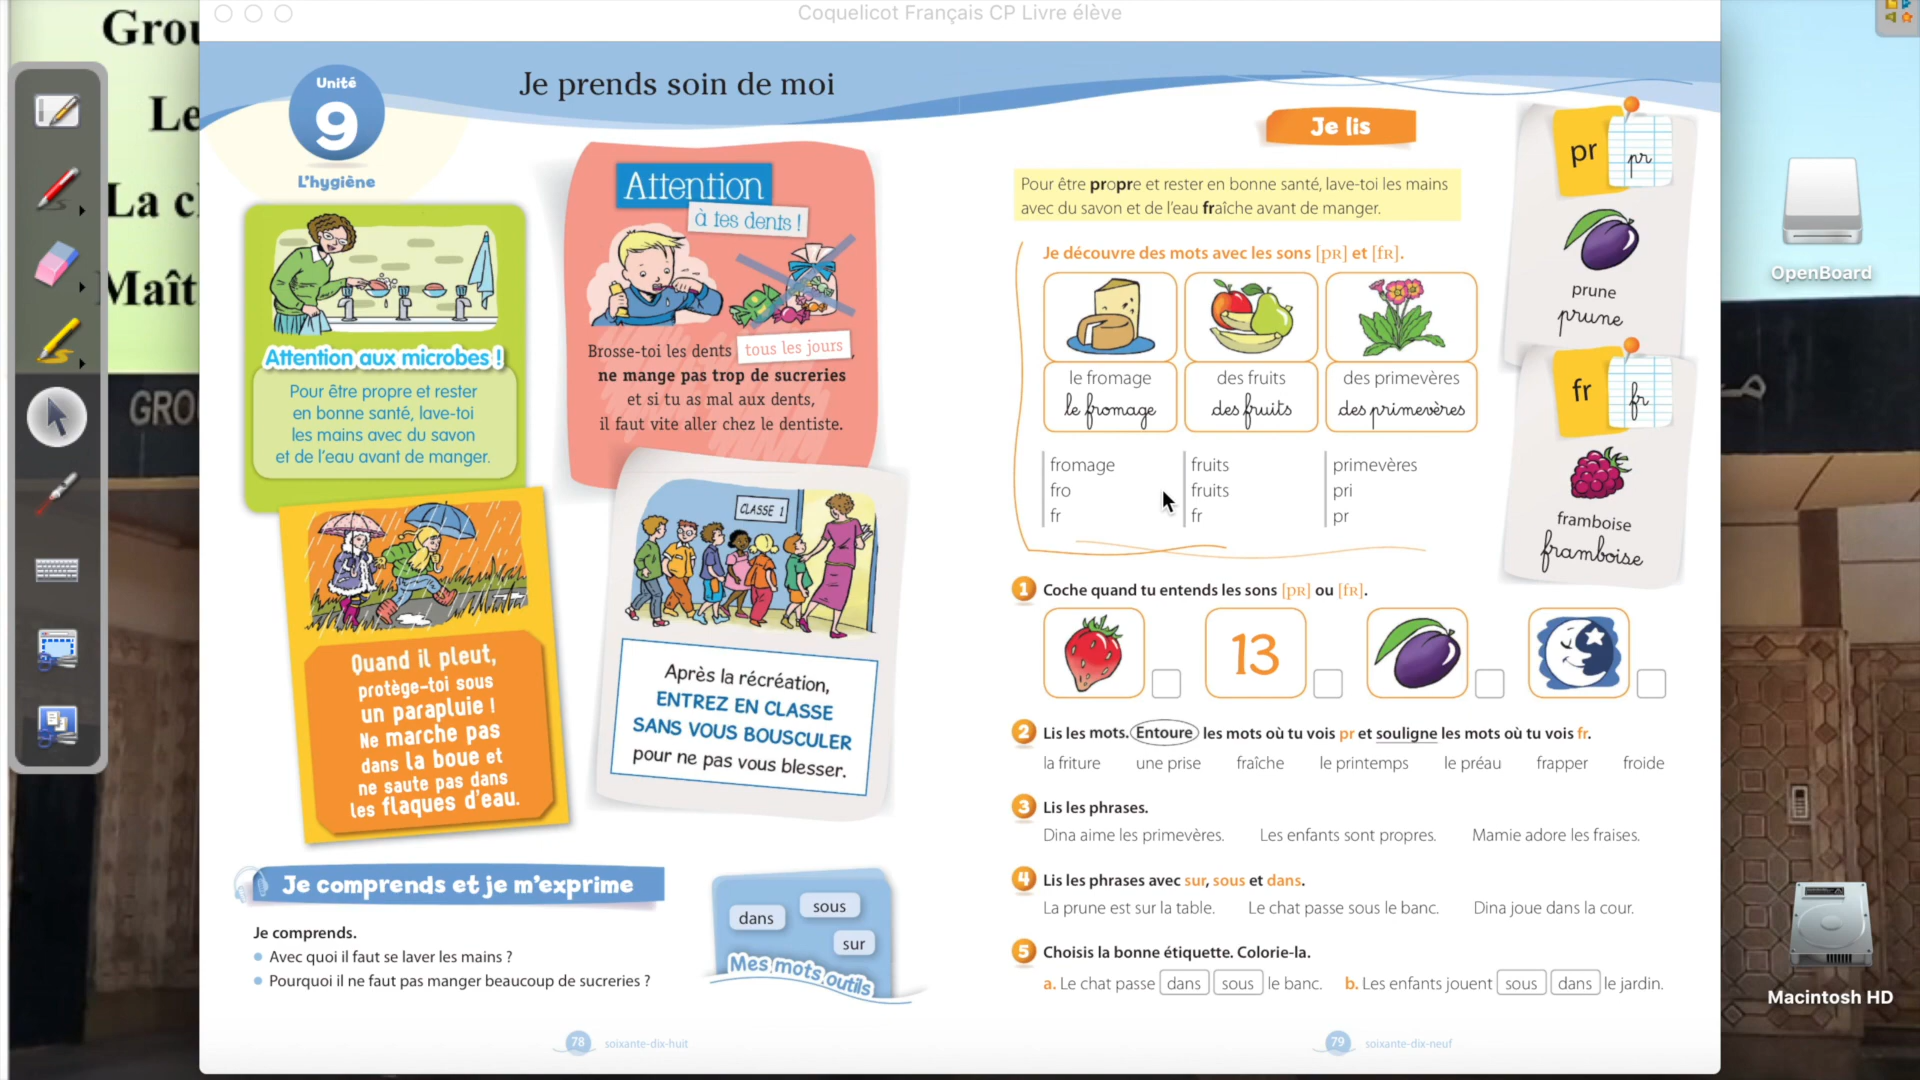 Coquelicot Français CP Livre élève
Grou
Le
La c
Maît
GRO
OpenBoard
Macintosh HD
Unité
9
L'hygiène
Je prends soin de moi
Attention aux microbes !
Pour être propre et rester
en bonne santé, lave-toi
les mains avec du savon
et de l'eau avant de manger.
Attention
à tes dents !
Brosse-toi les dents tous les jours,
ne mange pas trop de sucreries
et si tu as mal aux dents,
il faut vite aller chez le dentiste.
Quand il pleut,
protège-toi sous
un parapluie !
Ne marche pas
dans la boue et
ne saute pas dans
les flaques d'eau.
CLASSE 1
Après la récréation,
ENTREZ EN CLASSE
SANS VOUS BOUSCULER
pour ne pas vous blesser.
Je comprends et je m'exprime
Je comprends.
Avec quoi il faut se laver les mains ?
Pourquoi il ne faut pas manger beaucoup de sucreries ?
dans
sous
sur
Mes mots outils
78 soixante-dix-huit
Je lis
Pour être propre et rester en bonne santé, lave-toi les mains
avec du savon et de l'eau fraîche avant de manger.
Je découvre des mots avec les sons [pR] et [fR].
le fromage des fruits des primevères
le fromage des fruits des primevères
fromage fruits primevères
fro fruits pri
fr fr pr
pr pr
prune
prune
fr fr
framboise
framboise
1 Coche quand tu entends les sons [pR] ou [fR].
13
2 Lis les mots. Entoure les mots où tu vois pr et souligne les mots où tu vois fr.
la friture une prise fraîche le printemps le préau frapper froide
3 Lis les phrases.
Dina aime les primevères. Les enfants sont propres. Mamie adore les fraises.
4 Lis les phrases avec sur, sous et dans.
La prune est sur la table. Le chat passe sous le banc. Dina joue dans la cour.
5 Choisis la bonne étiquette. Colorie-la.
a. Le chat passe dans sous le banc. b. Les enfants jouent sous dans le jardin.
79 soixante-dix-neuf